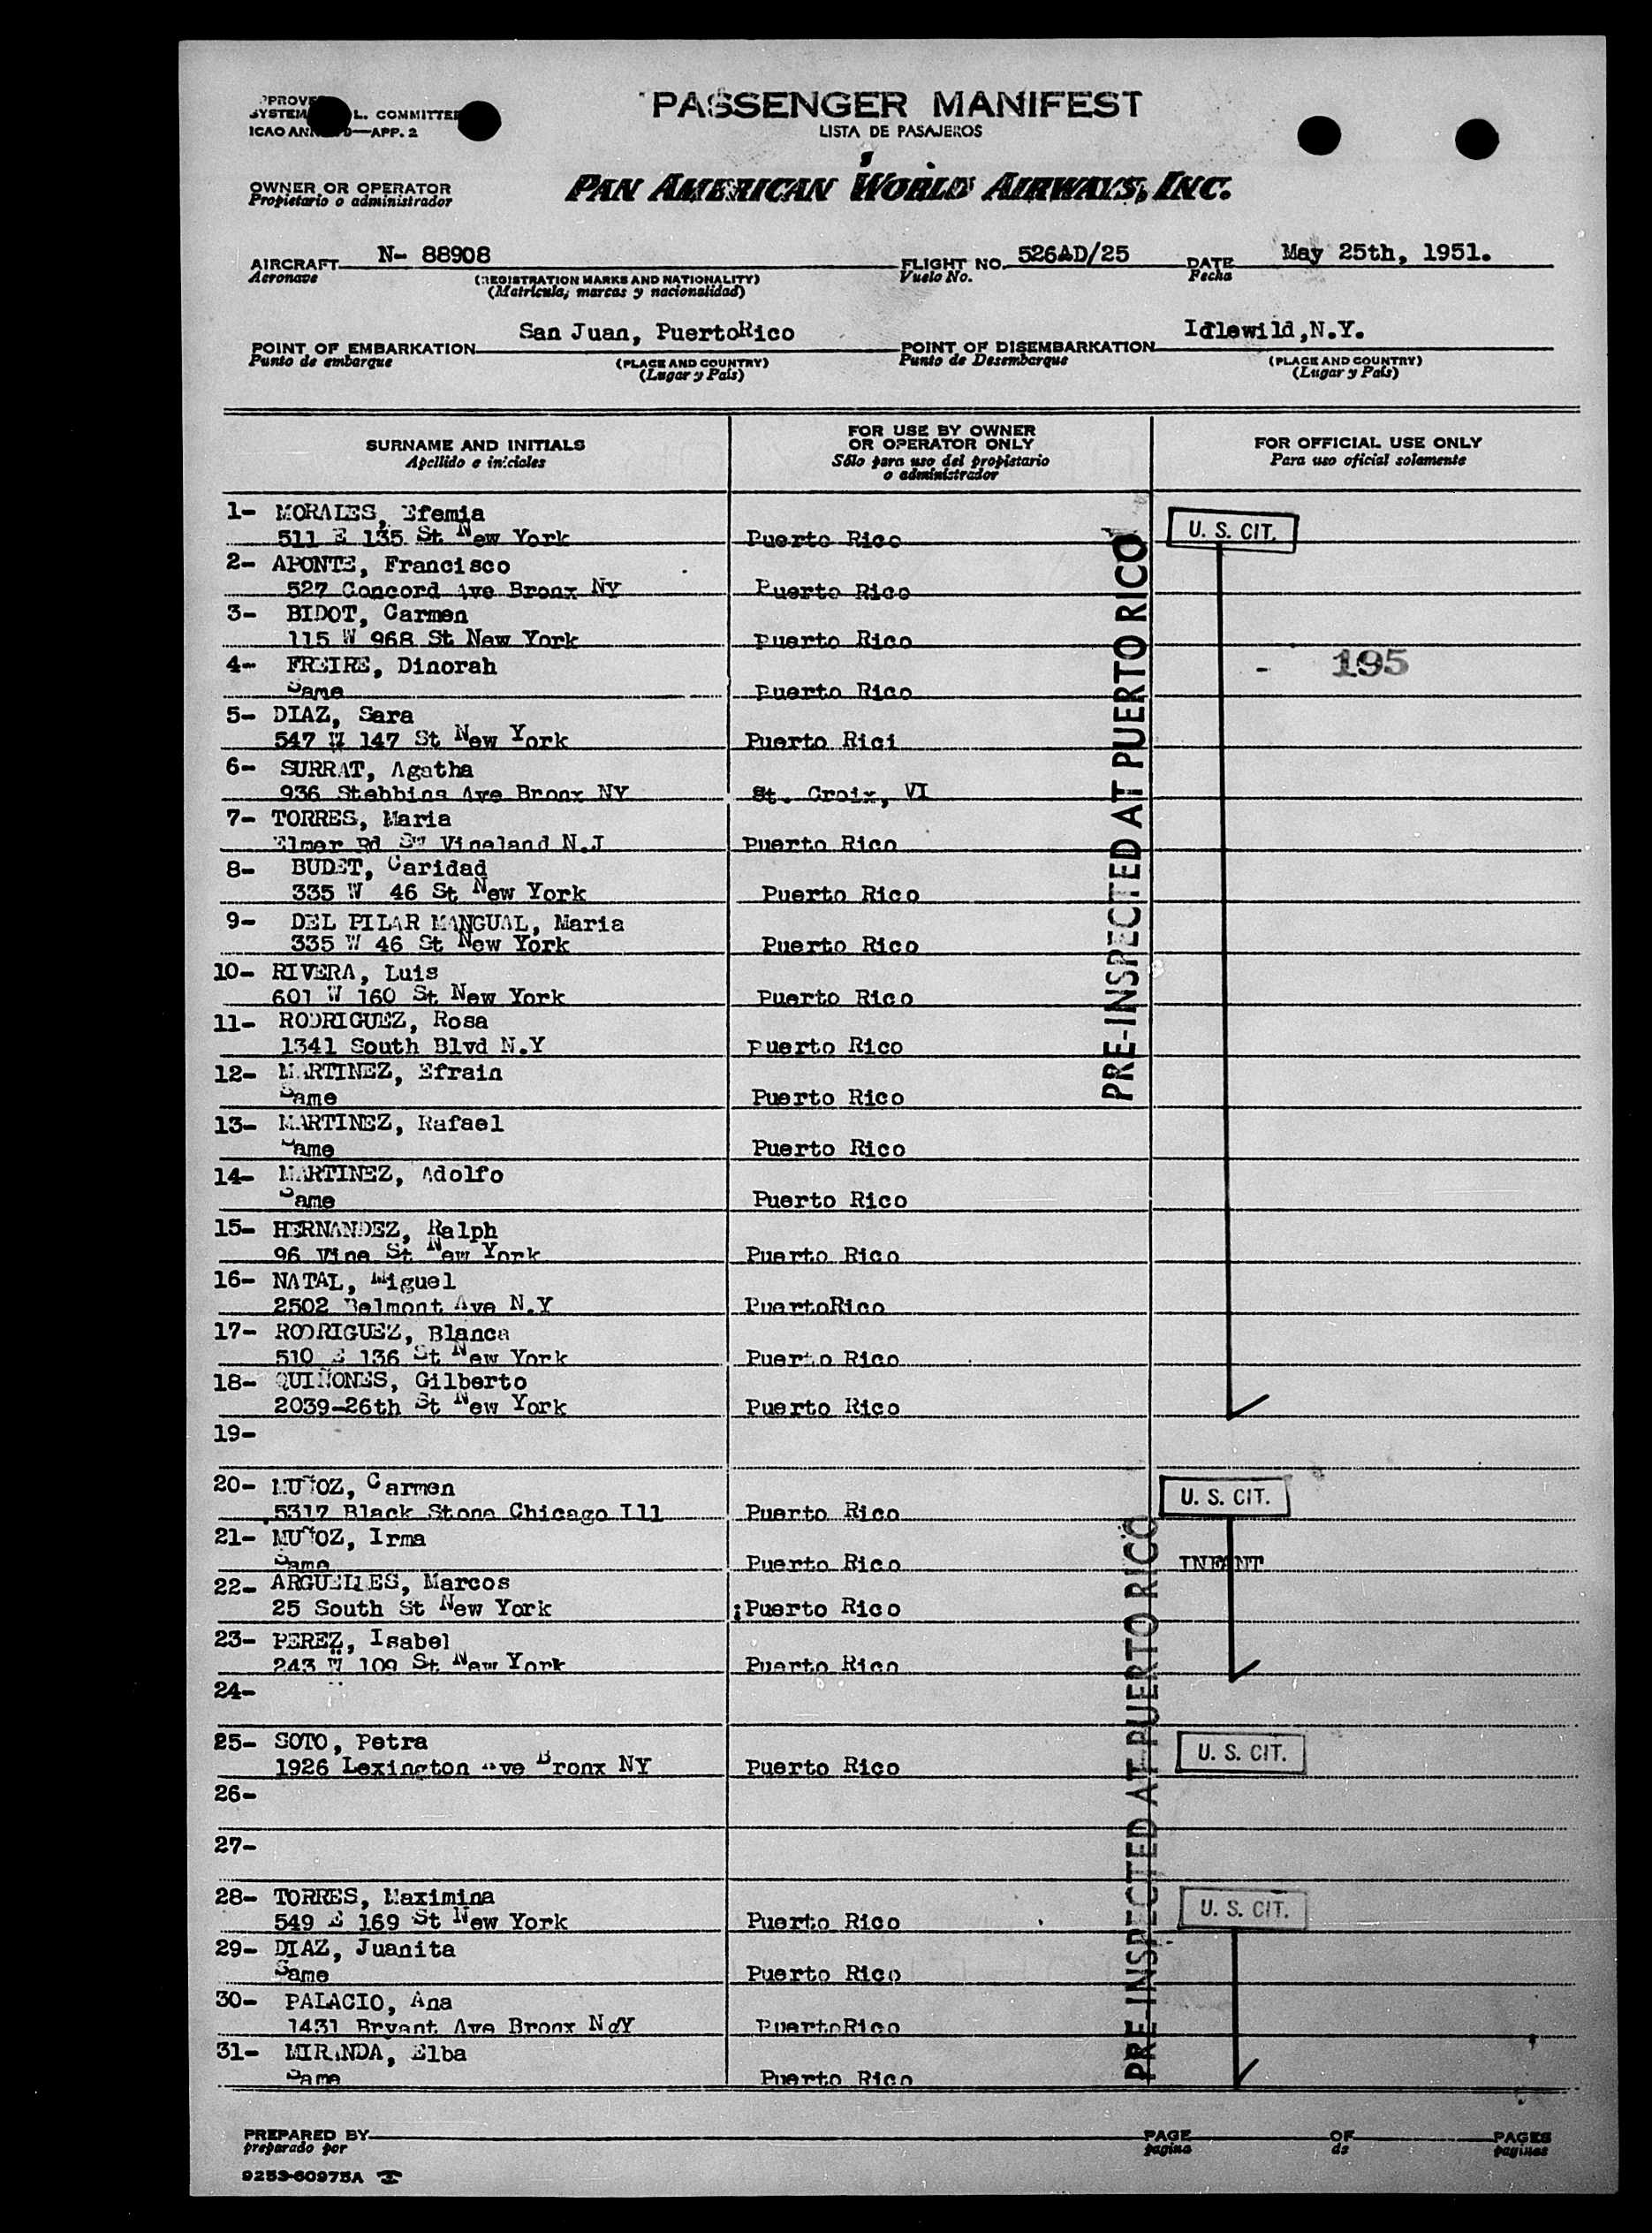 PASSENGER MANIFEST
L. COMMITTEE
LISTA DE PASAJEROS
ICAO APP. 2
OWNER OR OPERATOR
Propietario o administrador
PAN AMERICAN WORLD AIRWAYS, INC.
AIRCRAFT N- 88908 FLIGHT NO. 526AD/25 DATE May 25th, 1951.
Aeronave (REGISTRATION MARKS AND NATIONALITY) Vuelo No. Fecha
(Matrícula, marcas y nacionalidad)
POINT OF EMBARKATION San Juan, PuertoRico POINT OF DISEMBARKATION Idlewild,N.Y.
Punto de embarque (PLACE AND COUNTRY) Punto de Desembarque (PLACE AND COUNTRY)
(Lugar y País) (Lugar y País)
SURNAME AND INITIALS FOR USE BY OWNER OR OPERATOR ONLY FOR OFFICIAL USE ONLY
Apellido e iniciales Sólo para uso del propistario o administrador Para uso oficial solamente
1- MORALES, Efemia
511 E 135 St New York Puerto Rico U. S. CIT.
2- APONTE, Francisco
527 Concord Ave Bronx NY Puerto Rico
3- BIDOT, Carmen
115 W 968 St New York Puerto Rico
4- FREIRE, Dinorah - 195
Same Puerto Rico
5- DIAZ, Sara
547 W 147 St New York Puerto Rici
6- SURRAT, Agatha
936 Stebbins Ave Bronx NY St. Croix, VI
7- TORRES, Maria
Elmer Rd SW Vineland N.J Puerto Rico
8- BUDET, Caridad
335 W 46 St New York Puerto Rico
9- DEL PILAR MANGUAL, Maria
335 W 46 St New York Puerto Rico
10- RIVERA, Luis
601 W 160 St New York Puerto Rico
11- RODRIGUEZ, Rosa
1341 South Blvd N.Y Puerto Rico
12- MARTINEZ, Efrain
Same Puerto Rico
13- MARTINEZ, Rafael
Same Puerto Rico
14- MARTINEZ, Adolfo
Same Puerto Rico
PRE-INSPECTED AT PUERTO RICO
15- HERNANDEZ, Ralph
96 Vine St New York Puerto Rico
16- NATAL, Miguel
2502 Belmont Ave N.Y PuertoRico
17- RODRIGUEZ, Blanca
510 E 136 St New York Puerto Rico
18- QUIÑONES, Gilberto
2039-26th St New York Puerto Rico
19-
20- MUÑOZ, Carmen U. S. CIT.
5317 Black Stone Chicago Ill Puerto Rico
21- MUÑOZ, Irma
Same Puerto Rico INFANT
22- ARGUELLES, Marcos
25 South St New York ¡Puerto Rico
23- PEREZ, Isabel
243 W 109 St New York Puerto Rico
24-
25- SOTO, Petra U. S. CIT.
1926 Lexington Ave Bronx NY Puerto Rico
26-
27-
28- TORRES, Maximina U. S. CIT.
549 E 169 St New York Puerto Rico
29- DIAZ, Juanita
Same Puerto Rico
30- PALACIO, Ana
1431 Bryant Ave Bronx NdY PuertoRico
31- MIRANDA, Elba
Same Puerto Rico
PRE-INSPECTED AT PUERTO RICO
PREPARED BY PAGE OF PAGES
preparado por pagina de paginas
9253-60975A